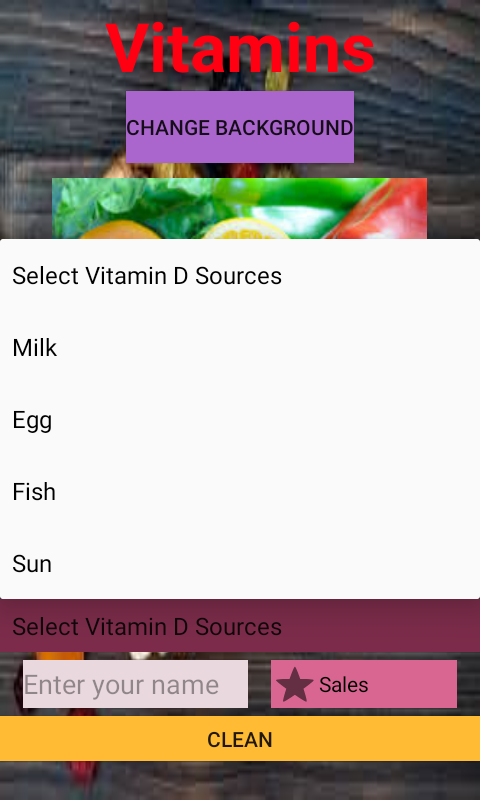 Vitamins
CHANGE BACKGROUND
Select Vitamin D Sources
Milk
Egg
Fish
Sun
Select Vitamin D Sources
Enter your name
Sales
CLEAN